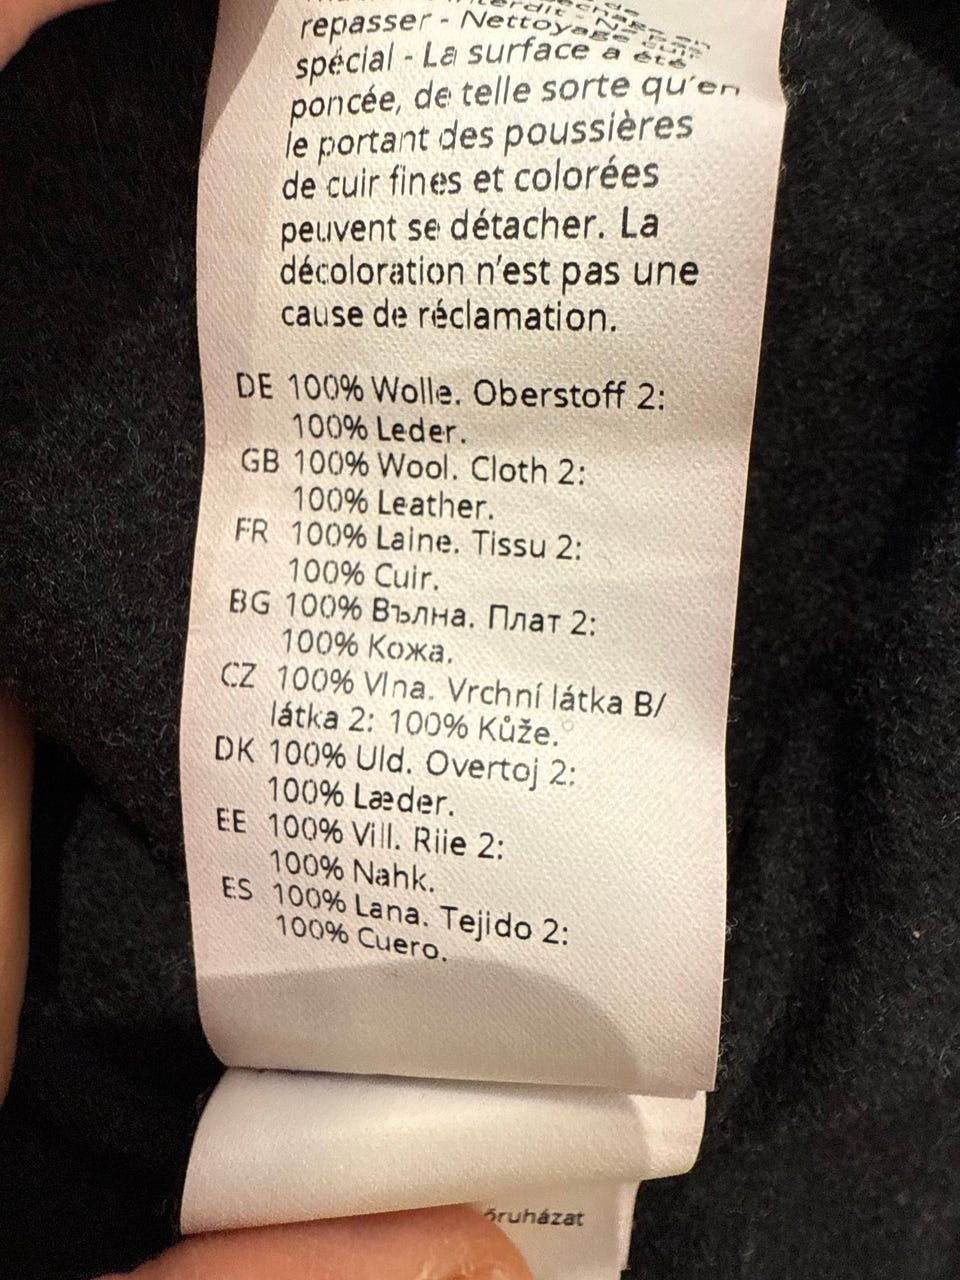 repasser - Nettoyage cuir
spécial - La surface a été
poncée, de telle sorte qu'en
le portant des poussières
de cuir fines et colorées
peuvent se détacher. La
décoloration n'est pas une
cause de réclamation.
DE 100% Wolle. Oberstoff 2:
100% Leder.
GB 100% Wool. Cloth 2:
100% Leather.
FR 100% Laine. Tissu 2:
100% Cuir.
BG 100% Вълна. Плат 2:
100% Кожа.
CZ 100% Vlna. Vrchní látka B/
látka 2: 100% Kůže.
DK 100% Uld. Overtoj 2:
100% Læder.
EE 100% Vill. Riie 2:
100% Nahk.
ES 100% Lana. Tejido 2:
100% Cuero.
őruházat